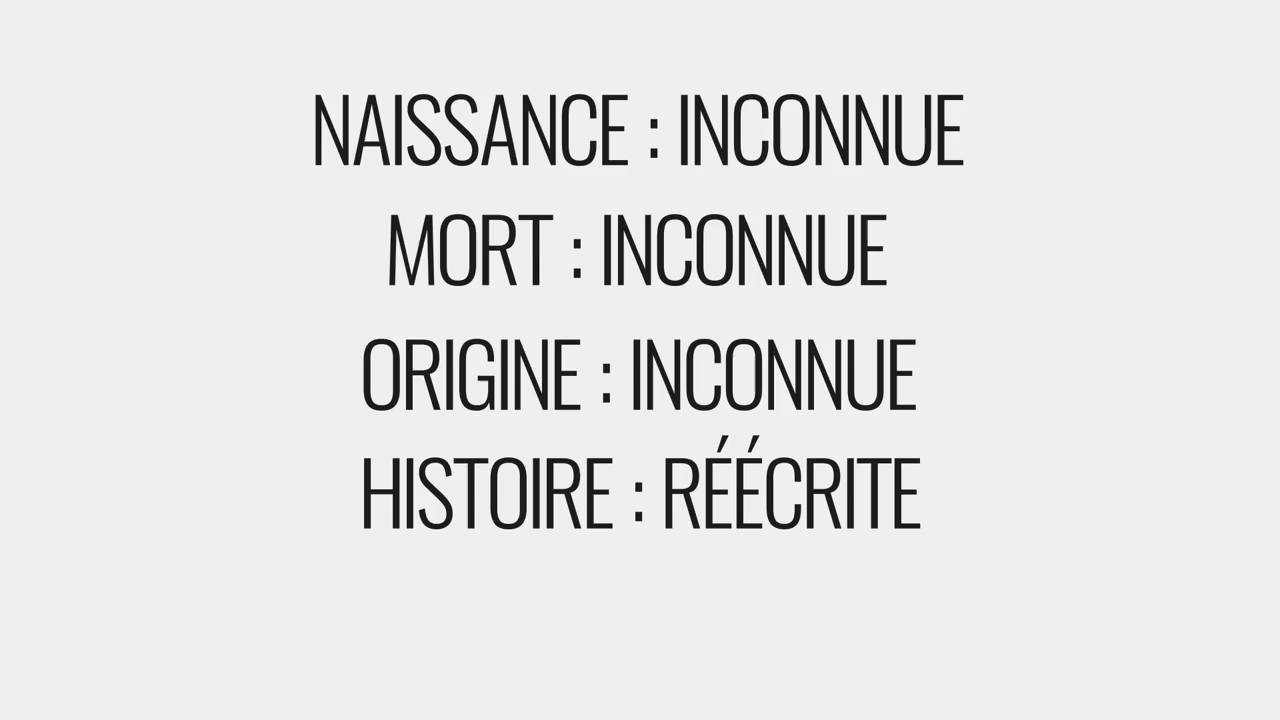 NAISSANCE : INCONNUE
MORT : INCONNUE
ORIGINE : INCONNUE
HISTOIRE : RÉÉCRITE